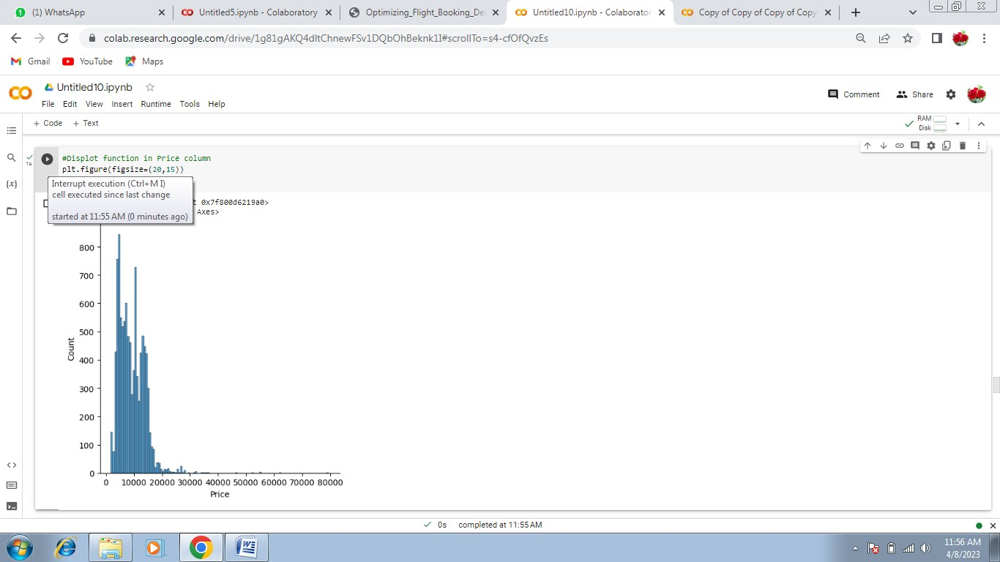 (1) WhatsApp
Untitled5.ipynb - Colaboratory
Optimizing_Flight_Booking_De
Untitled10.ipynb - Colaborator
Copy of Copy of Copy of Copy
colab.research.google.com/drive/1g81gAKQ4dltChnewFSv1DQbOhBeknk1I#scrollTo=s4-cfOfQvzEs
Gmail YouTube Maps
Untitled10.ipynb
File Edit View Insert Runtime Tools Help
Comment Share
+ Code + Text
RAM
Disk
1s
#Displot function in Price column
plt.figure(figsize=(20,15))
Interrupt execution (Ctrl+M I)
cell executed since last change
started at 11:55 AM (0 minutes ago)
t 0x7f800d6219a0>
Axes>
{x}
800
700
600
500
400
300
200
100
0
Count
0 10000 20000 30000 40000 50000 60000 70000 80000
Price
0s completed at 11:55 AM
11:56 AM
4/8/2023